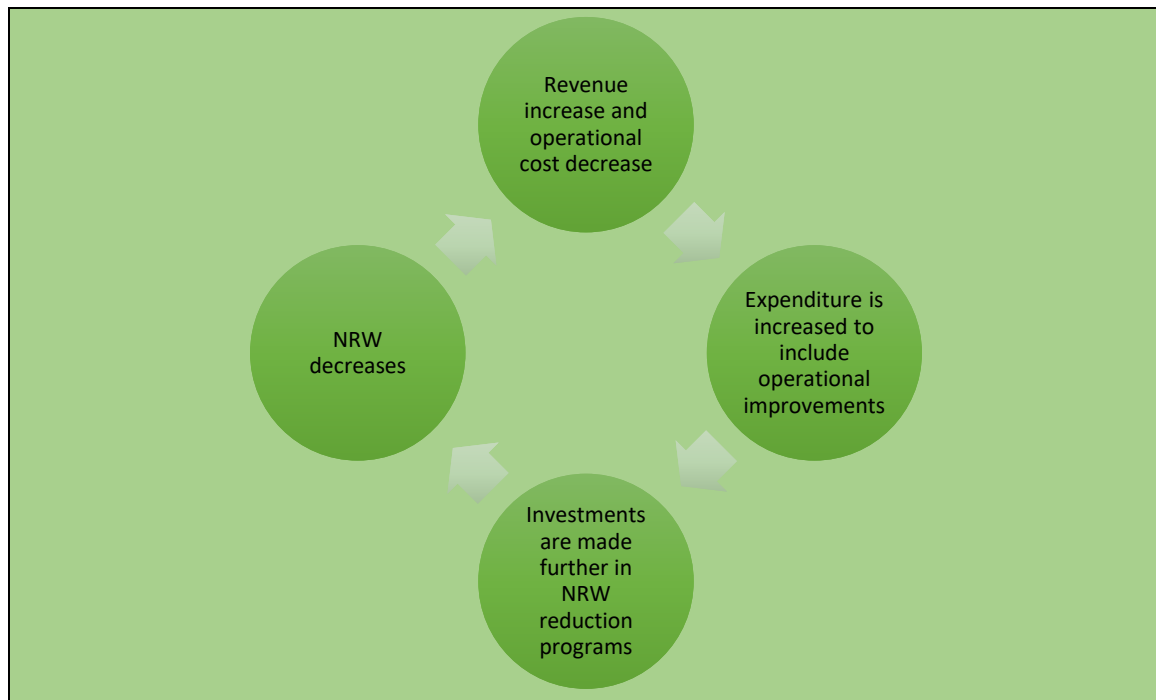 Revenue
increase and
operational
cost decrease
Expenditure is
increased to
include
operational
improvements
Investments
are made
further in
NRW
reduction
programs
NRW
decreases